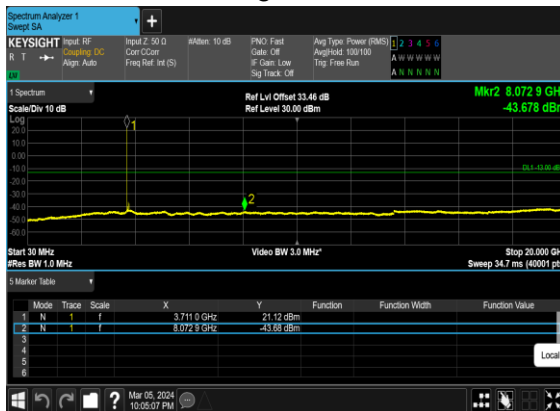 Spectrum Analyzer 1
Swept SA
+
KEYSIGHT
R T
LXI
Input: RF
Coupling: DC
Align: Auto
Input Z: 50 Ω
Corr CCorr
Freq Ref: Int (S)
#Atten: 10 dB
PNO: Fast
Gate: Off
IF Gain: Low
Sig Track: Off
Avg Type: Power (RMS)
Avg|Hold: 100/100
Trig: Free Run
1 2 3 4 5 6
A W W W W W
A N N N N N
1 Spectrum
Scale/Div 10 dB
Ref Lvl Offset 33.46 dB
Ref Level 30.00 dBm
Mkr2 8.072 9 GH
-43.678 dBr
Log
20.0
10.0
0.00
-10.0
-20.0
-30.0
-40.0
-50.0
-60.0
1
2
DL1 -13.00 dB
Start 30 MHz
#Res BW 1.0 MHz
Video BW 3.0 MHz*
Stop 20.000 GH
Sweep 34.7 ms (40001 pt
5 Marker Table
Mode Trace Scale X Y Function Function Width Function Value
1 N 1 f 3.711 0 GHz 21.12 dBm
2 N 1 f 8.072 9 GHz -43.68 dBm
3
4
5
6
Local
? Mar 05, 2024
10:05:07 PM